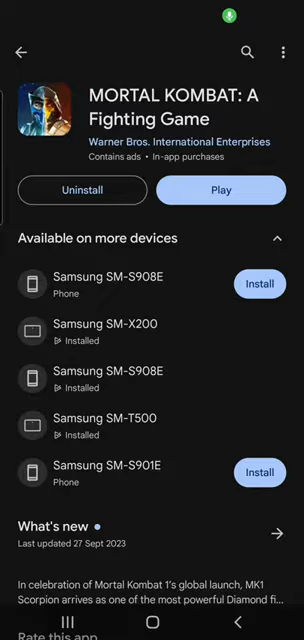 MORTAL KOMBAT: A
Fighting Game
Warner Bros. International Enterprises
Contains ads • In-app purchases
Uninstall
Play
Available on more devices
Samsung SM-S908E
Phone
Install
Samsung SM-X200
Installed
Samsung SM-S908E
Installed
Samsung SM-T500
Installed
Samsung SM-S901E
Phone
Install
What's new
Last updated 27 Sept 2023
In celebration of Mortal Kombat 1's global launch, MK1
Scorpion arrives as one of the most powerful Diamond fi...
Rate this app